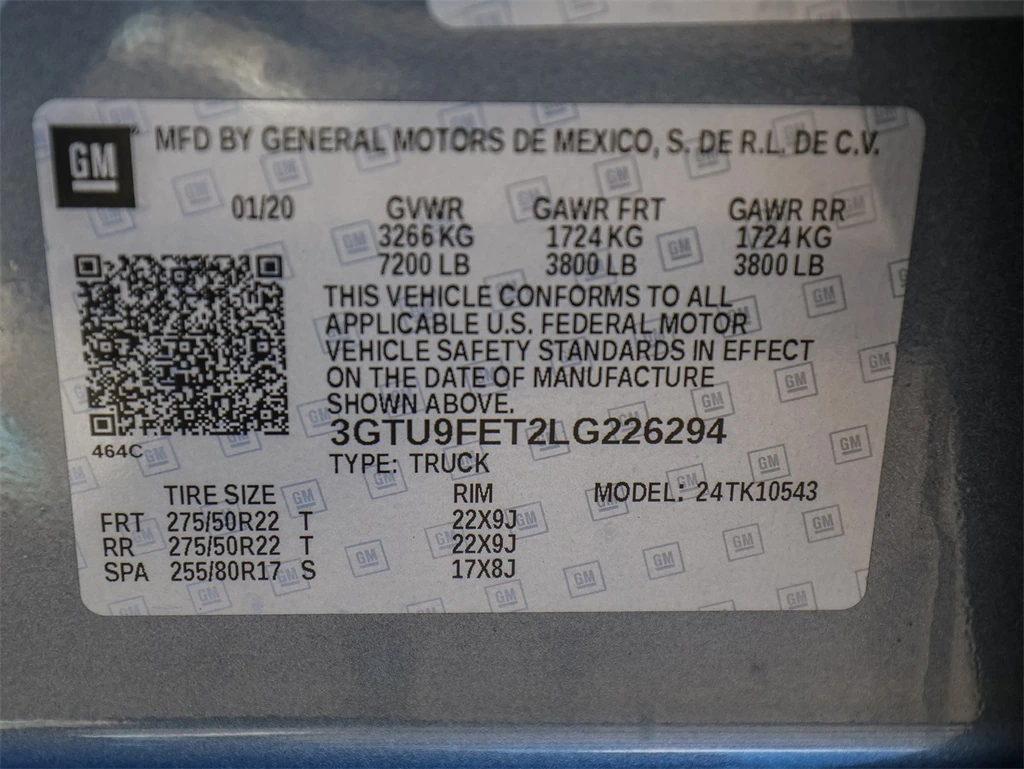 GM MFD BY GENERAL MOTORS DE MEXICO, S. DE R.L. DE C.V.
01/20 GVWR GAWR FRT GAWR RR
3266 KG 1724 KG 1724 KG
7200 LB 3800 LB 3800 LB
THIS VEHICLE CONFORMS TO ALL
APPLICABLE U.S. FEDERAL MOTOR
VEHICLE SAFETY STANDARDS IN EFFECT
ON THE DATE OF MANUFACTURE
SHOWN ABOVE.
3GTU9FET2LG226294
464C
TYPE: TRUCK
TIRE SIZE RIM MODEL: 24TK10543
FRT 275/50R22 T 22X9J
RR 275/50R22 T 22X9J
SPA 255/80R17 S 17X8J